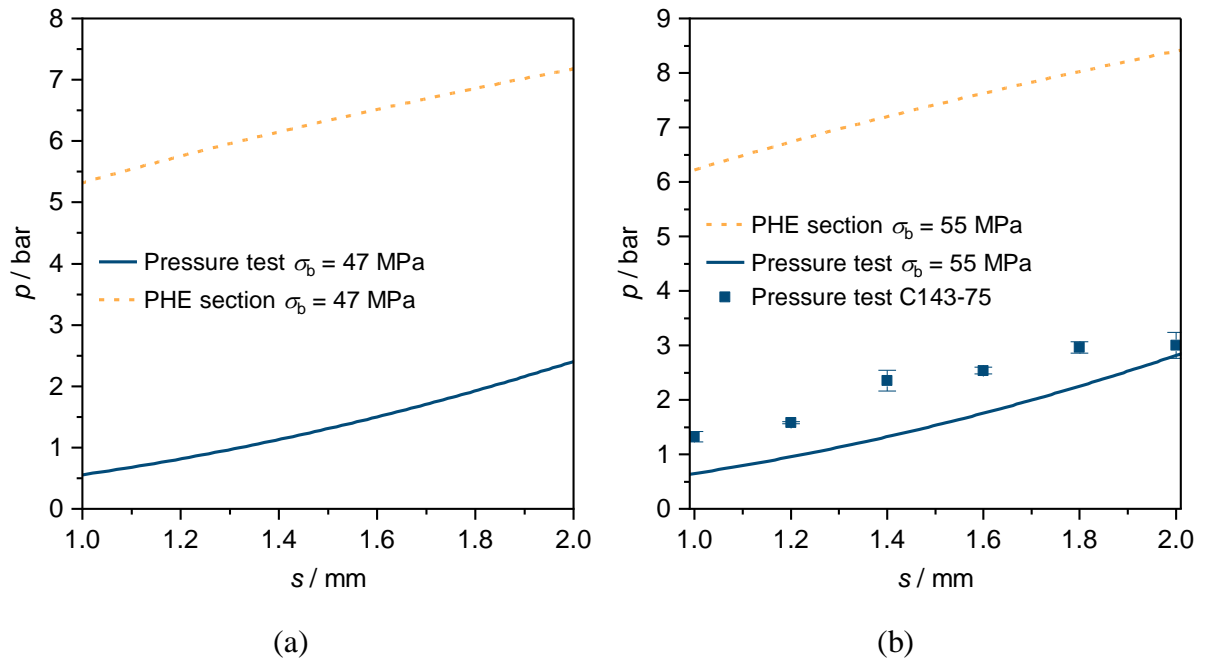 8
7
6
5
4
3
2
1
0
p / bar
Pressure test σb = 47 MPa
PHE section σb = 47 MPa
1.0 1.2 1.4 1.6 1.8 2.0
s / mm
(a)
9
8
7
6
5
4
3
2
1
0
p / bar
PHE section σb = 55 MPa
Pressure test σb = 55 MPa
Pressure test C143-75
1.0 1.2 1.4 1.6 1.8 2.0
s / mm
(b)